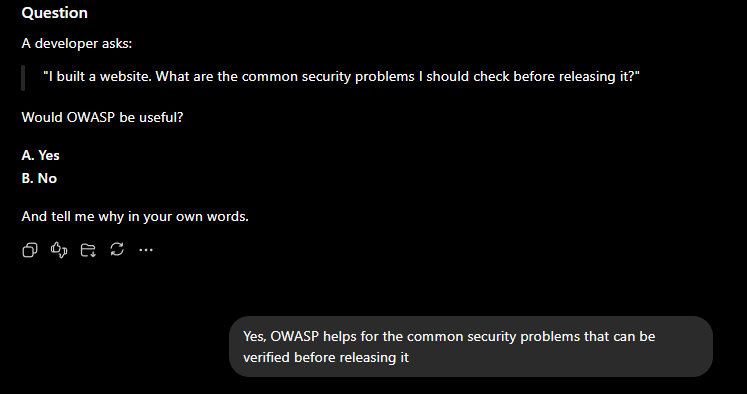 Question
A developer asks:
"I built a website. What are the common security problems I should check before releasing it?"
Would OWASP be useful?
A. Yes
B. No
And tell me why in your own words.
Yes, OWASP helps for the common security problems that can be
verified before releasing it